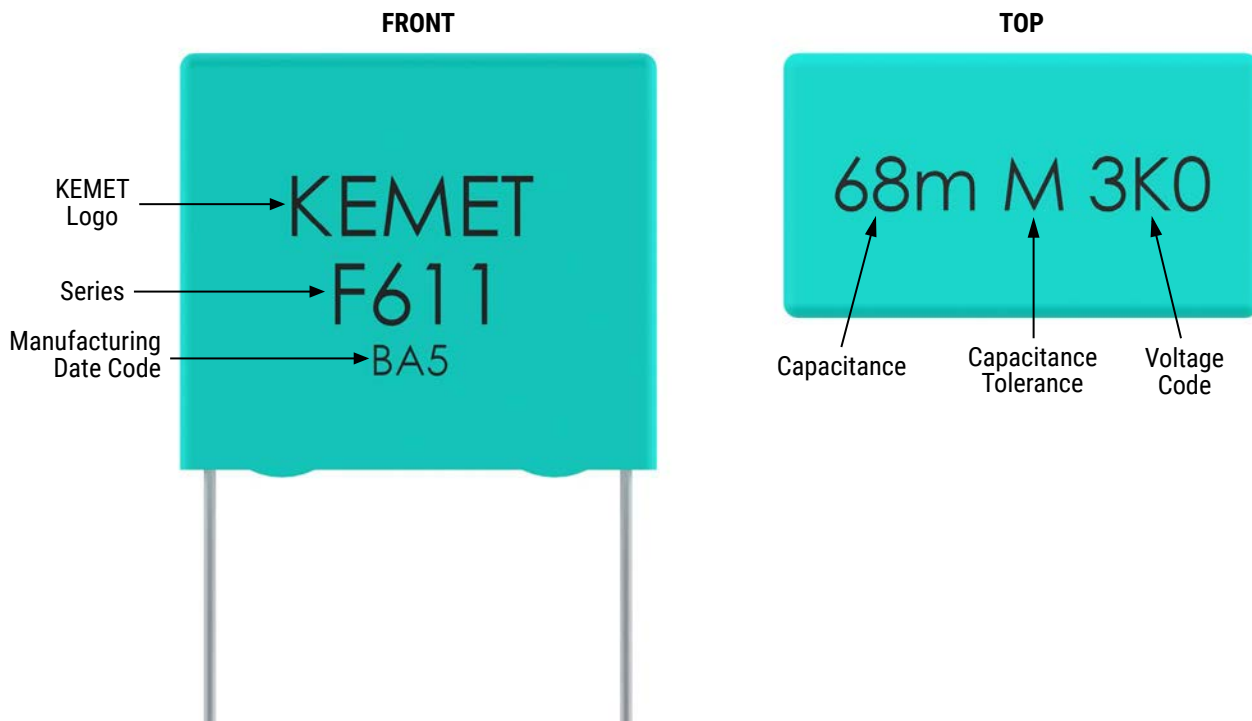 FRONT
KEMET
Logo
KEMET
Series
F611
Manufacturing
Date Code
BA5
TOP
68m M 3K0
Capacitance
Capacitance
Tolerance
Voltage
Code